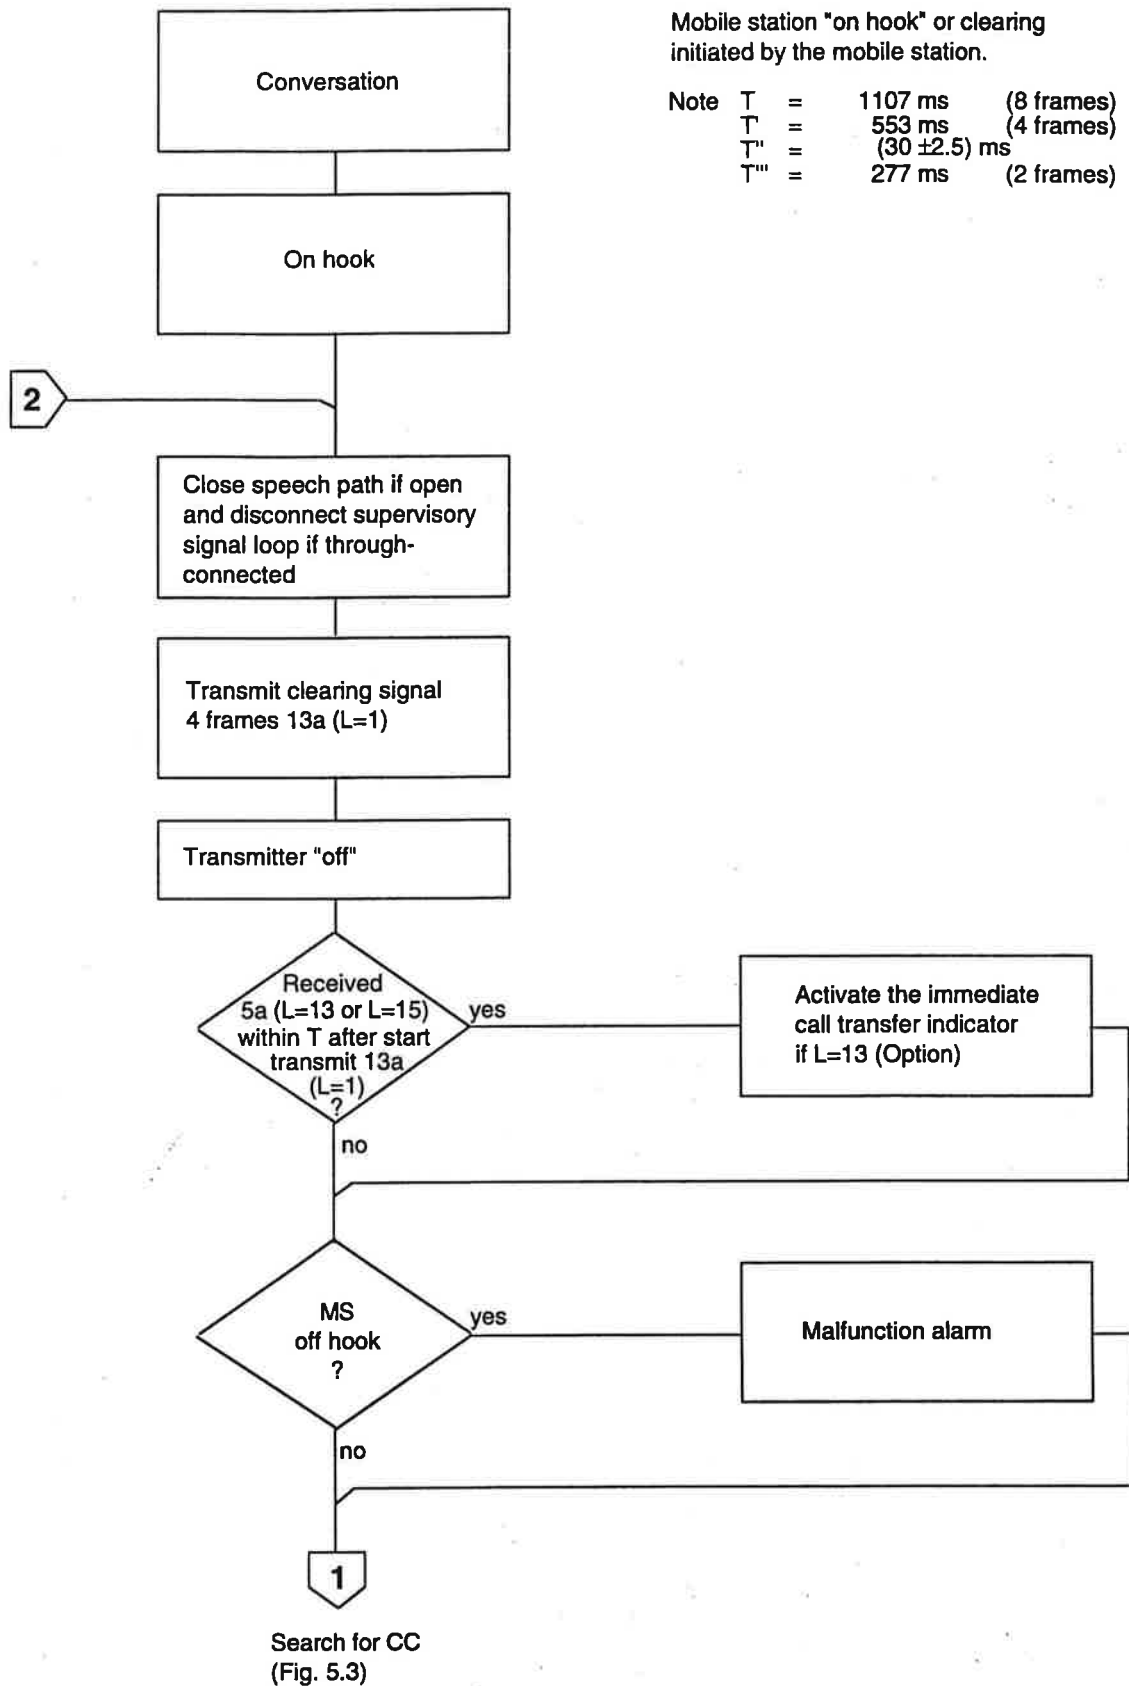 Mobile station "on hook" or clearing
initiated by the mobile station.
Note T = 1107 ms (8 frames)
T' = 553 ms (4 frames)
T'' = (30 ±2.5) ms
T''' = 277 ms (2 frames)
Conversation
On hook
2
Close speech path if open
and disconnect supervisory
signal loop if through-
connected
Transmit clearing signal
4 frames 13a (L=1)
Transmitter "off"
Received
5a (L=13 or L=15)
within T after start
transmit 13a
(L=1)
?
yes
Activate the immediate
call transfer indicator
if L=13 (Option)
no
MS
off hook
?
yes
Malfunction alarm
no
1
Search for CC
(Fig. 5.3)